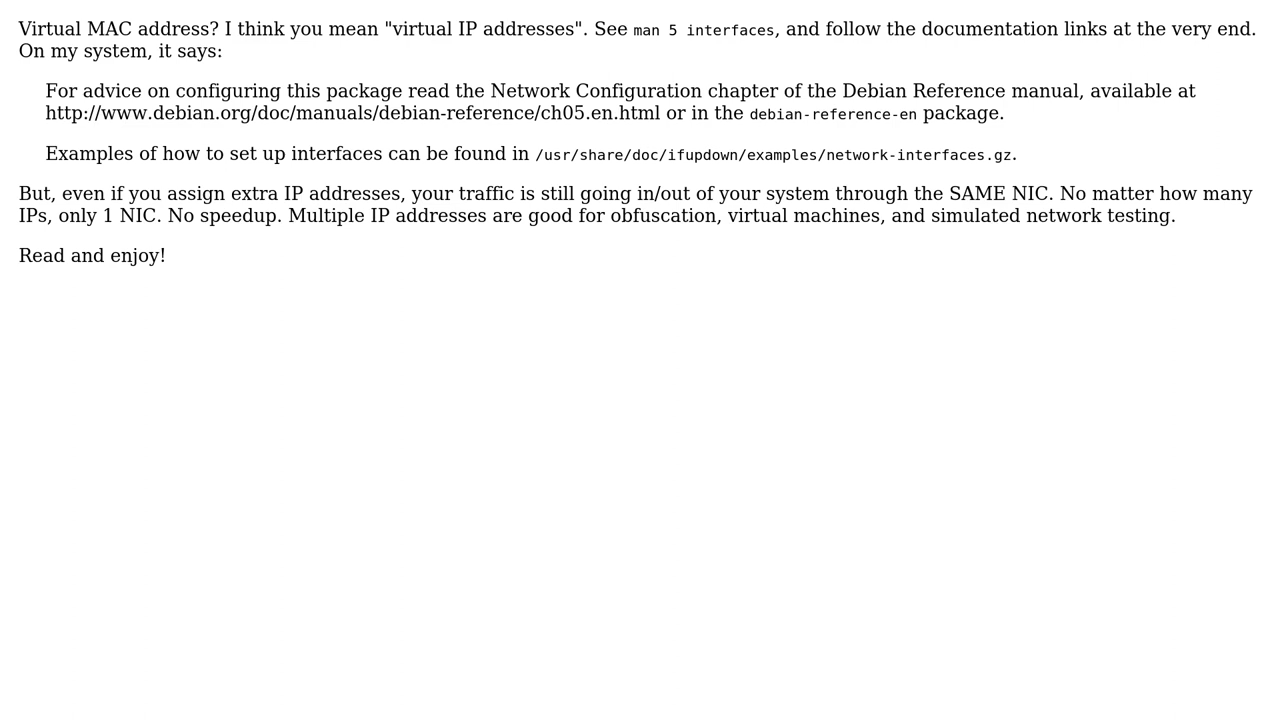 Virtual MAC address? I think you mean "virtual IP addresses". See man 5 interfaces, and follow the documentation links at the very end.
On my system, it says:
For advice on configuring this package read the Network Configuration chapter of the Debian Reference manual, available at
http://www.debian.org/doc/manuals/debian-reference/ch05.en.html or in the debian-reference-en package.
Examples of how to set up interfaces can be found in /usr/share/doc/ifupdown/examples/network-interfaces.gz.
But, even if you assign extra IP addresses, your traffic is still going in/out of your system through the SAME NIC. No matter how many
IPs, only 1 NIC. No speedup. Multiple IP addresses are good for obfuscation, virtual machines, and simulated network testing.
Read and enjoy!